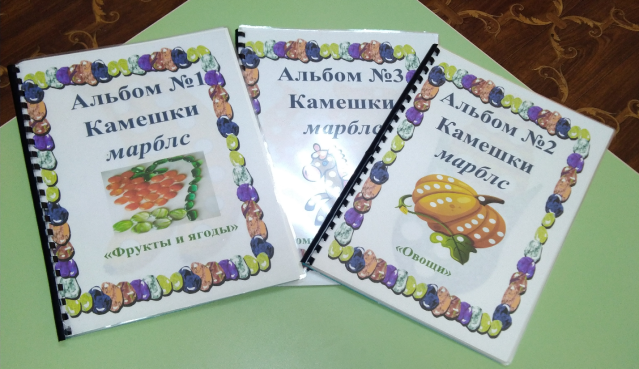 Альбом №1
Камешки
марблс
«Фрукты и ягоды»
Альбом №3
Камешки
марблс
Альбом №2
Камешки
марблс
«Овощи»